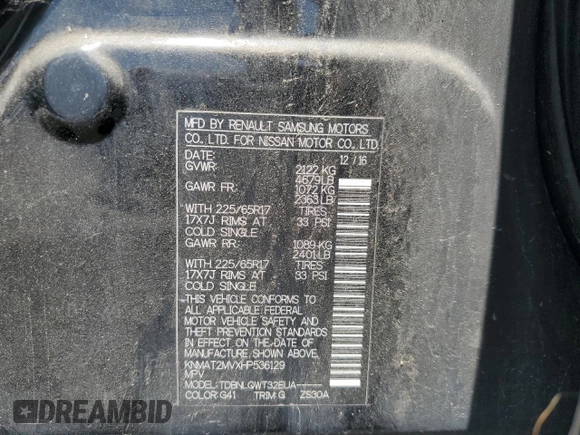 MFD BY RENAULT SAMSUNG MOTORS
CO., LTD. FOR NISSAN MOTOR CO., LTD.
DATE: 12 / 16
GVWR: 2122 KG
4679 LB
GAWR FR: 1072 KG
2363 LB
WITH 225/65R17 TIRES
17X7J RIMS AT 33 PSI
COLD SINGLE
GAWR RR: 1089 KG
2401 LB
WITH 225/65R17 TIRES
17X7J RIMS AT 33 PSI
COLD SINGLE
THIS VEHICLE CONFORMS TO
ALL APPLICABLE FEDERAL
MOTOR VEHICLE SAFETY AND
THEFT PREVENTION STANDARDS
IN EFFECT ON THE DATE OF
MANUFACTURE SHOWN ABOVE.
KNMAT2MVXHP536129
MPV
MODEL: TDBNLGWT32EUA-----
COLOR: G41 TRIM: G ZS30A